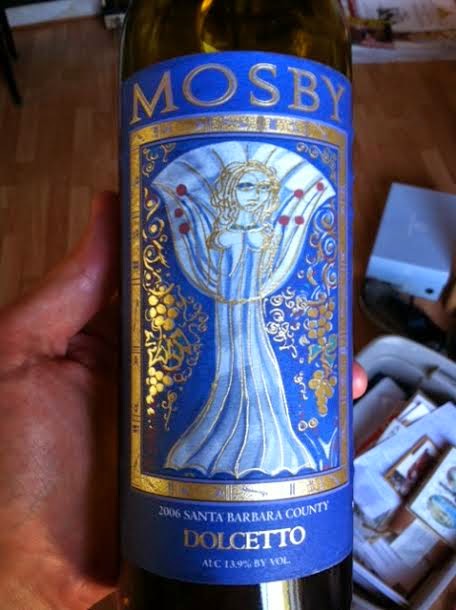 MOSBY
2006 SANTA BARBARA COUNTY
DOLCETTO
ALC 13.9% BY VOL.